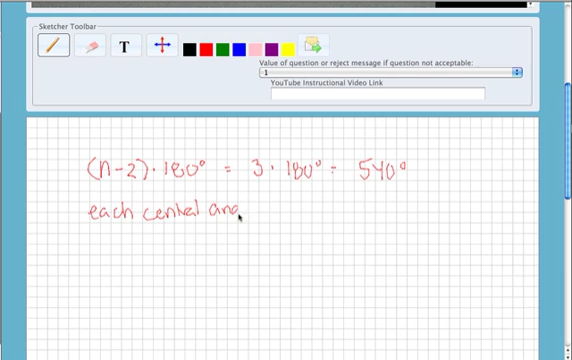 Sketcher Toolbar
T
Value of question or reject message if question not acceptable:
1
YouTube Instructional Video Link
(n-2)·180° = 3·180° = 540°
each central ang